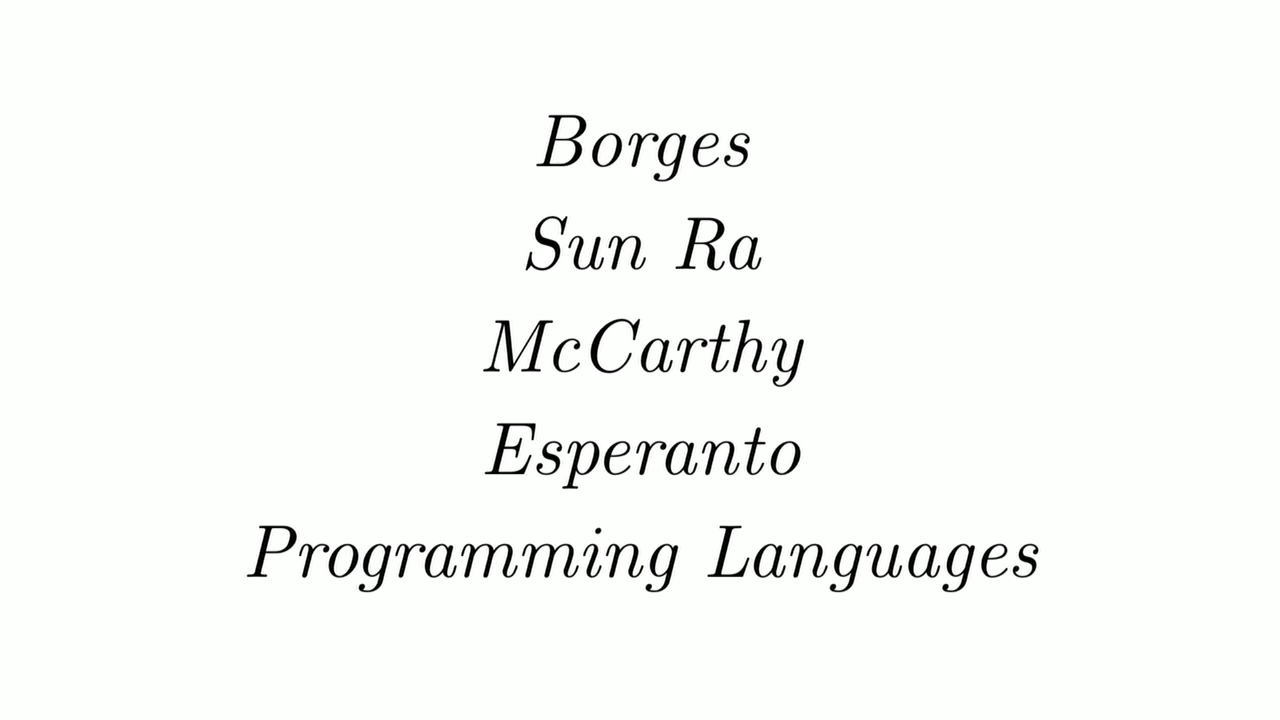 Borges
Sun Ra
McCarthy
Esperanto
Programming Languages